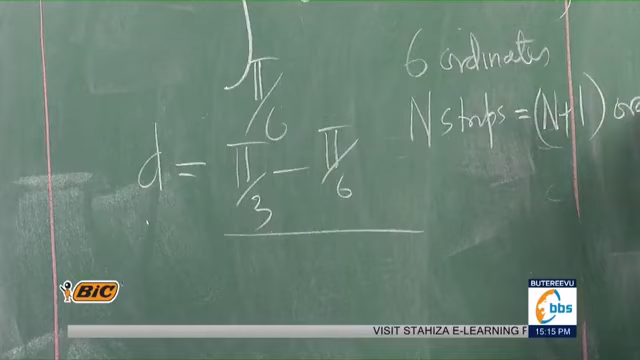 ∫π/6
6 ordinates
N strips = (N+1)
d = π/3 − π/6
BiC
BUTEREEVU
bbs
15:15 PM
VISIT STAHIZA E-LEARNING